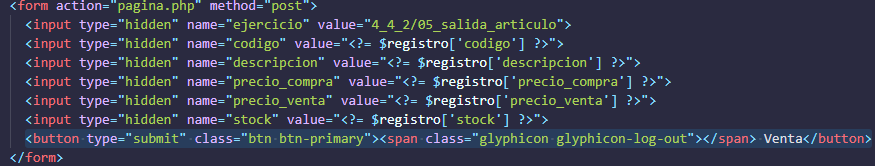 <form action="pagina.php" method="post">
<input type="hidden" name="ejercicio" value="4_4_2/05_salida_articulo">
<input type="hidden" name="codigo" value="<?= $registro['codigo'] ?>">
<input type="hidden" name="descripcion" value="<?= $registro['descripcion'] ?>">
<input type="hidden" name="precio_compra" value="<?= $registro['precio_compra'] ?>">
<input type="hidden" name="precio_venta" value="<?= $registro['precio_venta'] ?>">
<input type="hidden" name="stock" value="<?= $registro['stock'] ?>">
<button type="submit" class="btn btn-primary"><span class="glyphicon glyphicon-log-out"></span> Venta</button>
</form>